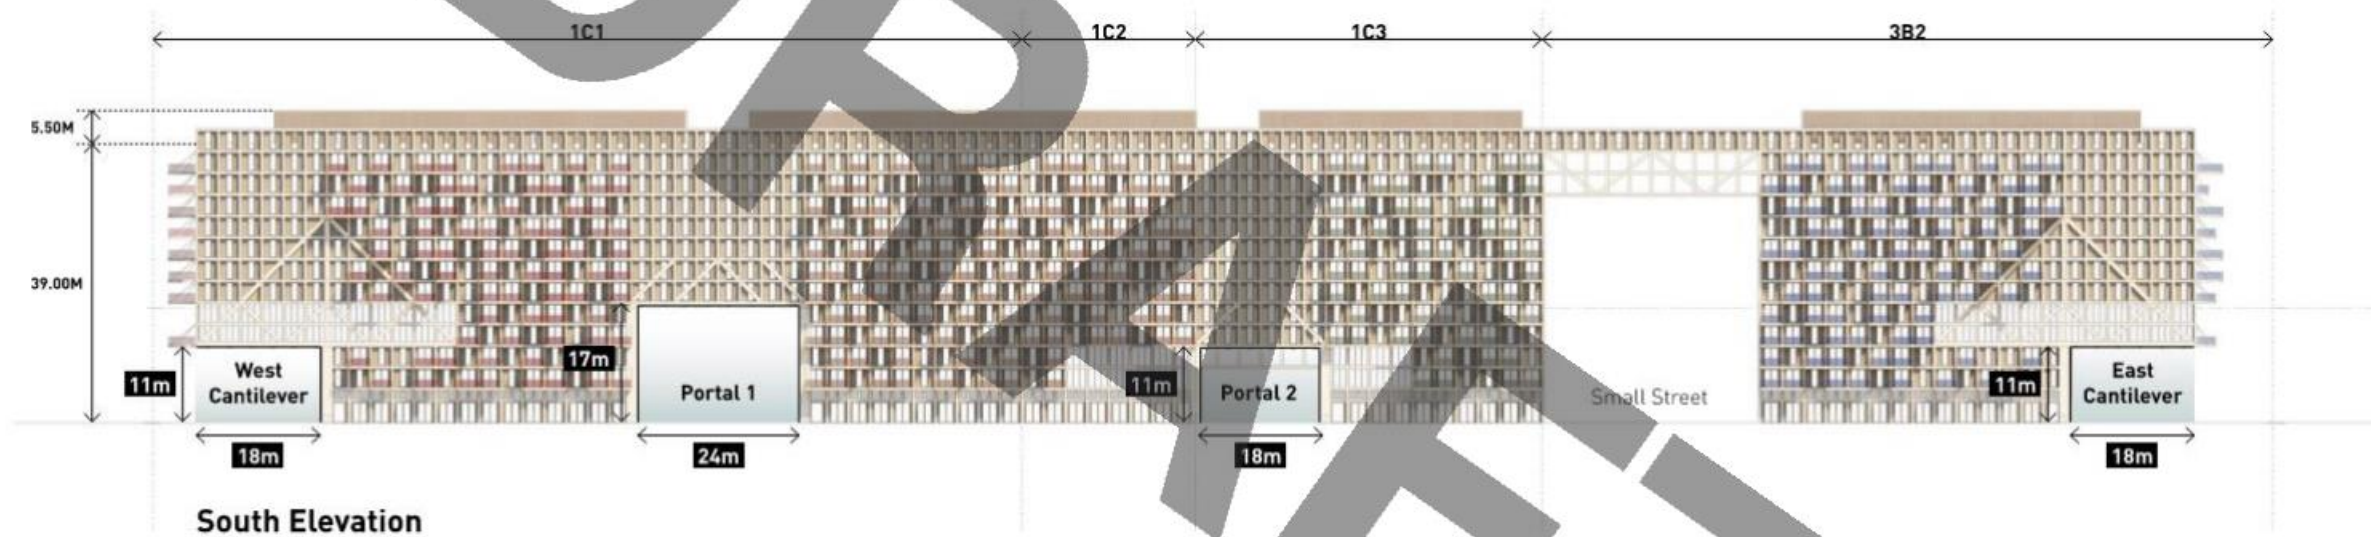 1C1
1C2
1C3
3B2
5.50M
39.00M
West
Cantilever
11m
18m
17m
Portal 1
24m
11m
Portal 2
18m
Small Street
11m
East
Cantilever
18m
South Elevation
DRAFT